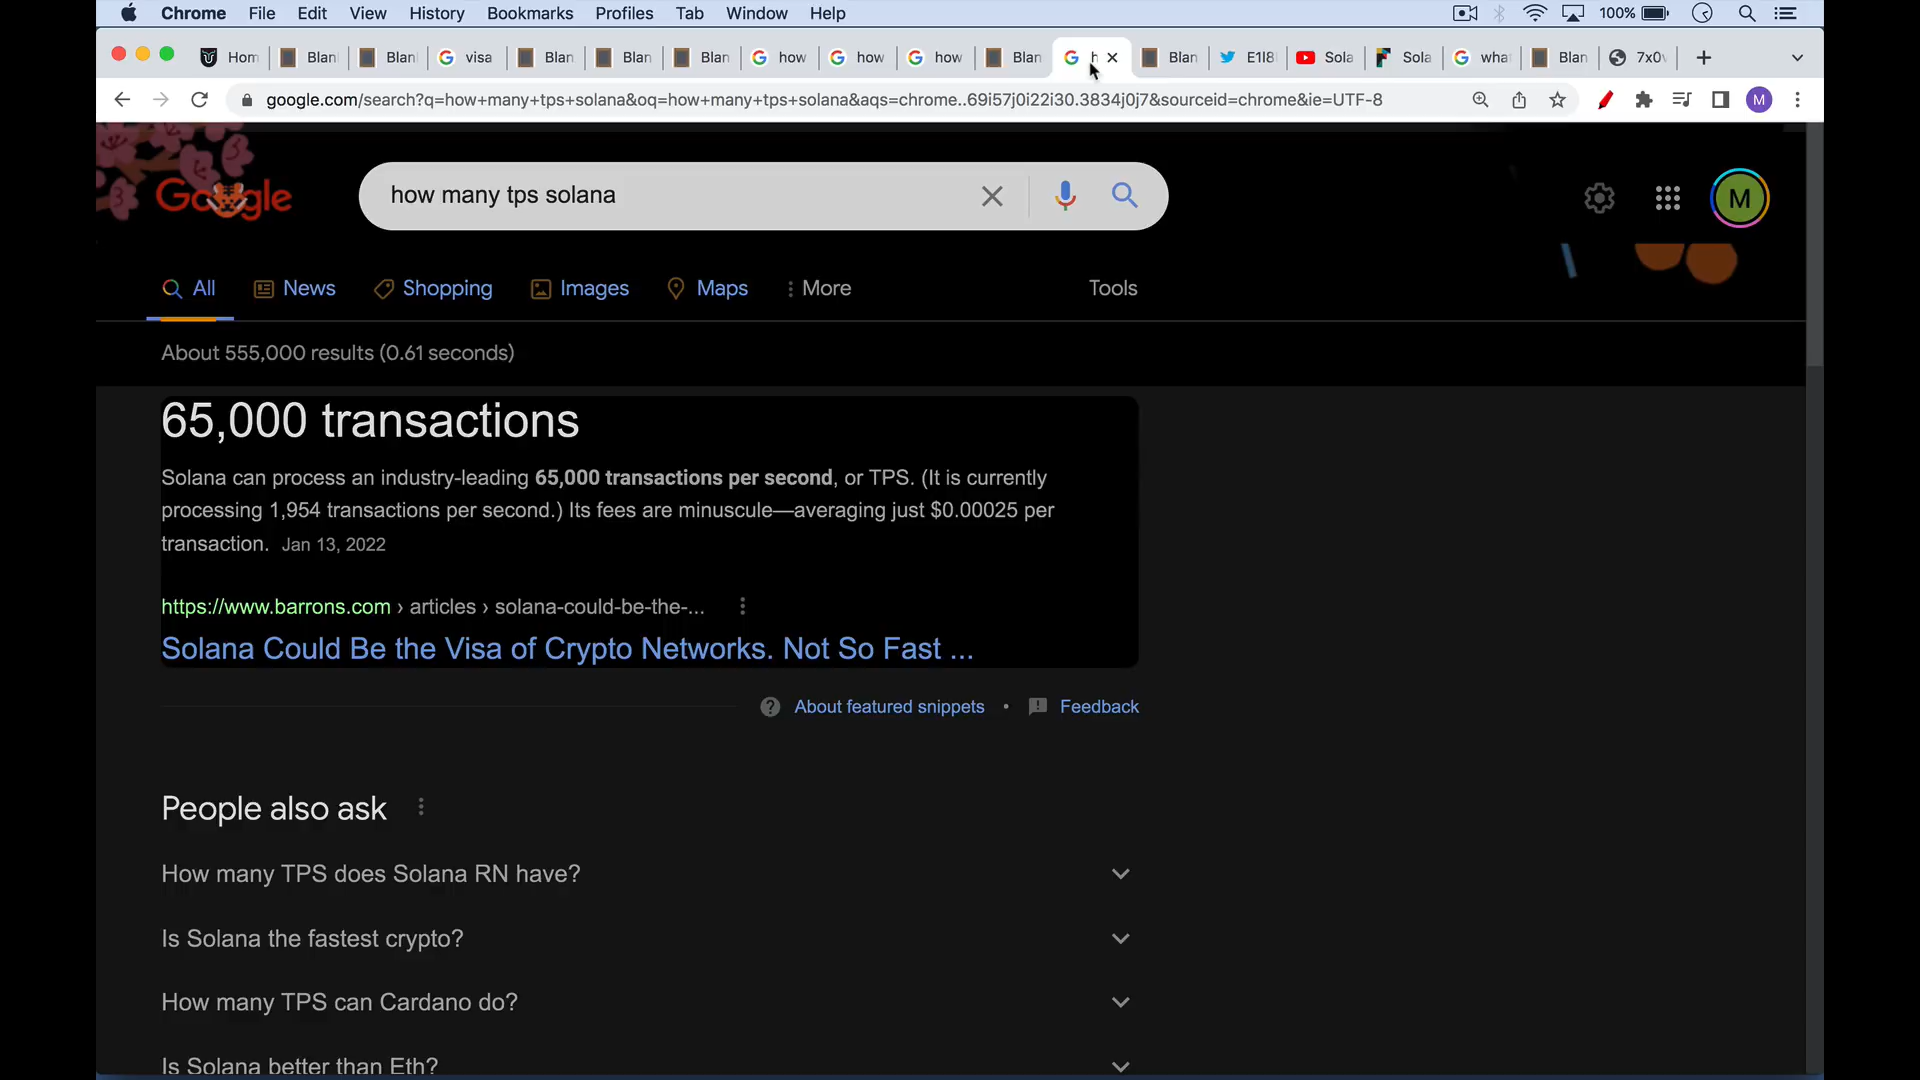 Chrome File Edit View History Bookmarks Profiles Tab Window Help 100%
Hom Blan Blan visa Blan Blan Blan how how how Blan h Blan E1l8 Sola Sola wha Blan 7x0
google.com/search?q=how+many+tps+solana&oq=how+many+tps+solana&aqs=chrome..69i57j0i22i30.3834j0j7&sourceid=chrome&ie=UTF-8 M
Google how many tps solana M
All News Shopping Images Maps More Tools
About 555,000 results (0.61 seconds)
65,000 transactions
Solana can process an industry-leading 65,000 transactions per second, or TPS. (It is currently
processing 1,954 transactions per second.) Its fees are minuscule—averaging just $0.00025 per
transaction. Jan 13, 2022
https://www.barrons.com › articles › solana-could-be-the-...
Solana Could Be the Visa of Crypto Networks. Not So Fast ...
About featured snippets • Feedback
People also ask
How many TPS does Solana RN have?
Is Solana the fastest crypto?
How many TPS can Cardano do?
Is Solana better than Eth?